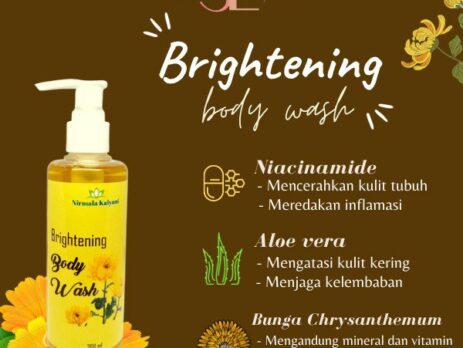 Brightening
body wash
Niacinamide
- Mencerahkan kulit tubuh
- Meredakan inflamasi
Aloe vera
- Mengatasi kulit kering
- Menjaga kelembaban
Bunga Chrysanthemum
- Mengandung mineral dan vitamin
Nirmala Kalyani
Brightening
Body
Wash